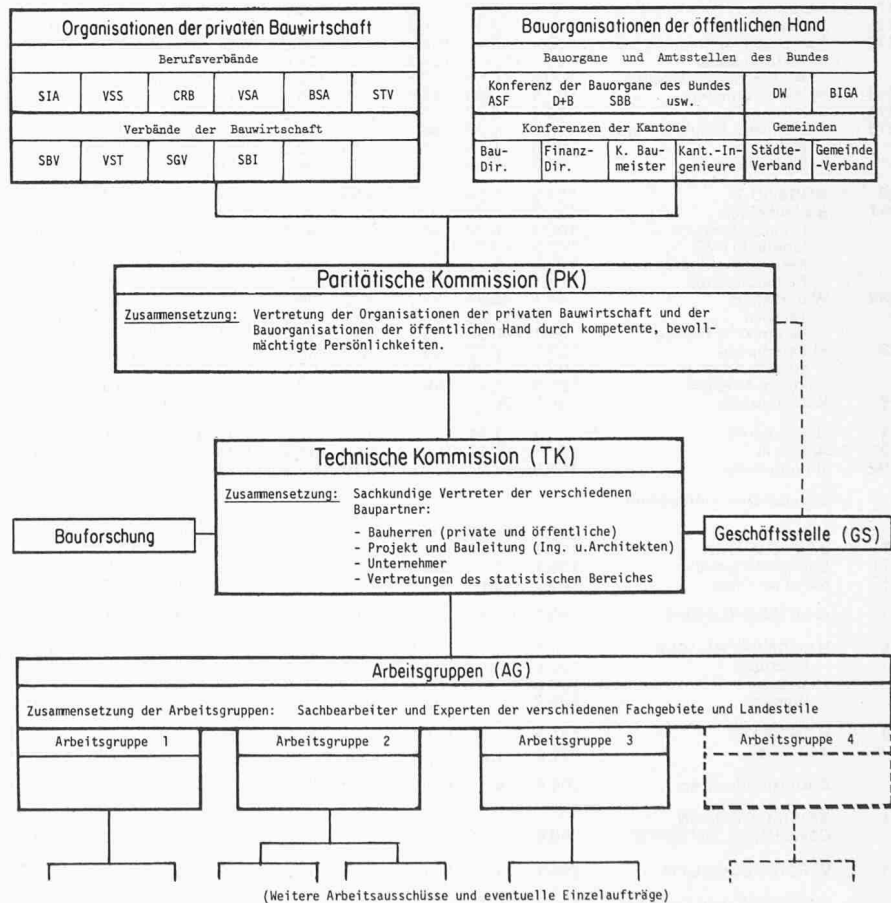 Organisationen der privaten Bauwirtschaft
Berufsverbände
SIA VSS CRB VSA BSA STV
Verbände der Bauwirtschaft
SBV VST SGV SBI
Bauorganisationen der öffentlichen Hand
Bauorgane und Amtsstellen des Bundes
Konferenz der Bauorgane des Bundes
ASF D+B SBB usw.
DW BIGA
Konferenzen der Kantone Gemeinden
Bau-
Dir.
Finanz-
Dir.
K. Bau-
meister
Kant.-In-
genieure
Städte-
Verband
Gemeinde
-Verband
Paritätische Kommission (PK)
Zusammensetzung: Vertretung der Organisationen der privaten Bauwirtschaft und der
Bauorganisationen der öffentlichen Hand durch kompetente, bevoll-
mächtigte Persönlichkeiten.
Technische Kommission (TK)
Zusammensetzung: Sachkundige Vertreter der verschiedenen
Baupartner:
- Bauherren (private und öffentliche)
- Projekt und Bauleitung (Ing. u.Architekten)
- Unternehmer
- Vertretungen des statistischen Bereiches
Bauforschung
Geschäftsstelle (GS)
Arbeitsgruppen (AG)
Zusammensetzung der Arbeitsgruppen: Sachbearbeiter und Experten der verschiedenen Fachgebiete und Landesteile
Arbeitsgruppe 1
Arbeitsgruppe 2
Arbeitsgruppe 3
Arbeitsgruppe 4
(Weitere Arbeitsausschüsse und eventuelle Einzelaufträge)